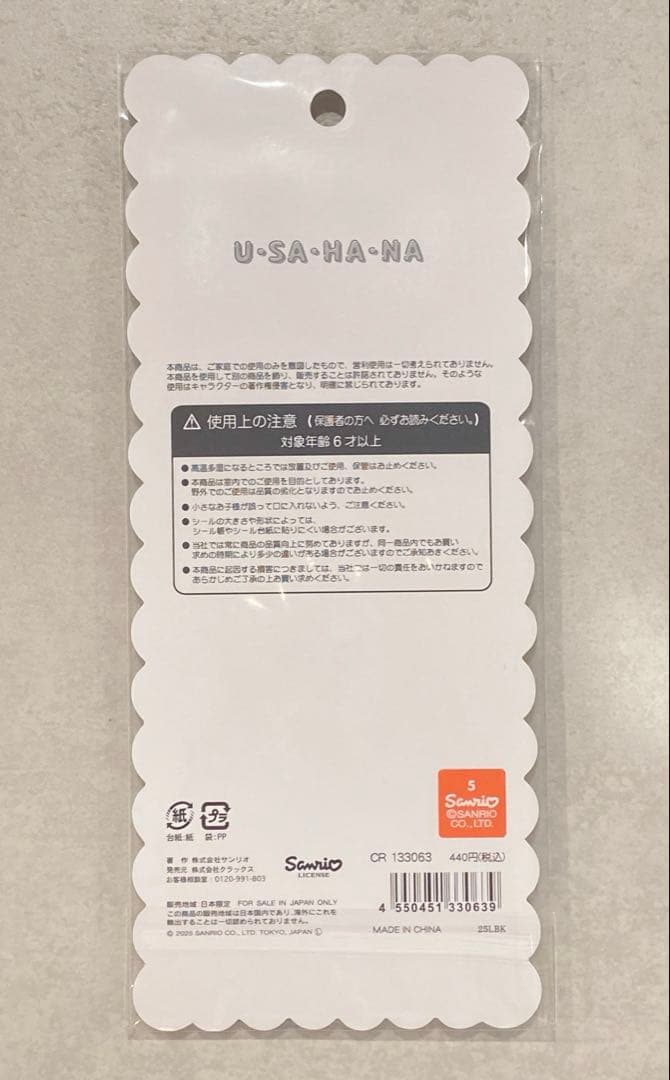 U・SA・HA・NA
本商品は、ご家庭での使用のみを意図したもので、営利使用は一切考えられておりません。
本商品を使用して別の商品を飾り、販売することは許諾されておりません。そのような
使用はキャラクターの著作権侵害となり、明確に禁じられております。
使用上の注意 (保護者の方へ 必ずお読みください。)
対象年齢6才以上
●高温多湿になるところでは放置及びご使用、保管はお止めください。
●本商品は室内でのご使用を目的としております。
野外でのご使用は品質の劣化となりますのでお止めください。
●小さなお子様が誤って口に入れないよう、ご注意ください。
●シールの大きさや形状によっては、
シール帳やシール台紙に貼りにくい場合がございます。
●当社では常に商品の品質向上に努めておりますが、同一商品内でもお買い
求めの時期により多少の違いが有る場合がございますのでご承知おきください。
●本商品に起因する損害につきましては、当社では一切の責任をおいかねますので
あらかじめご了承の上お買い求めください。
5
Sanrio
©SANRIO
CO., LTD.
紙 プラ
台紙:紙 袋:PP
著 作 株式会社サンリオ
発売元 株式会社クラックス
お客様相談室:0120-991-803
Sanrio
LICENSE
CR 133063 440円(税込)
4 550451 330639
販売地域 日本限定 FOR SALE IN JAPAN ONLY
この商品の販売地域は日本国内であり、海外にこれを
輸出することは一切認められておりません。
© 2025 SANRIO CO., LTD. TOKYO, JAPAN Ⓛ
MADE IN CHINA 25LBK